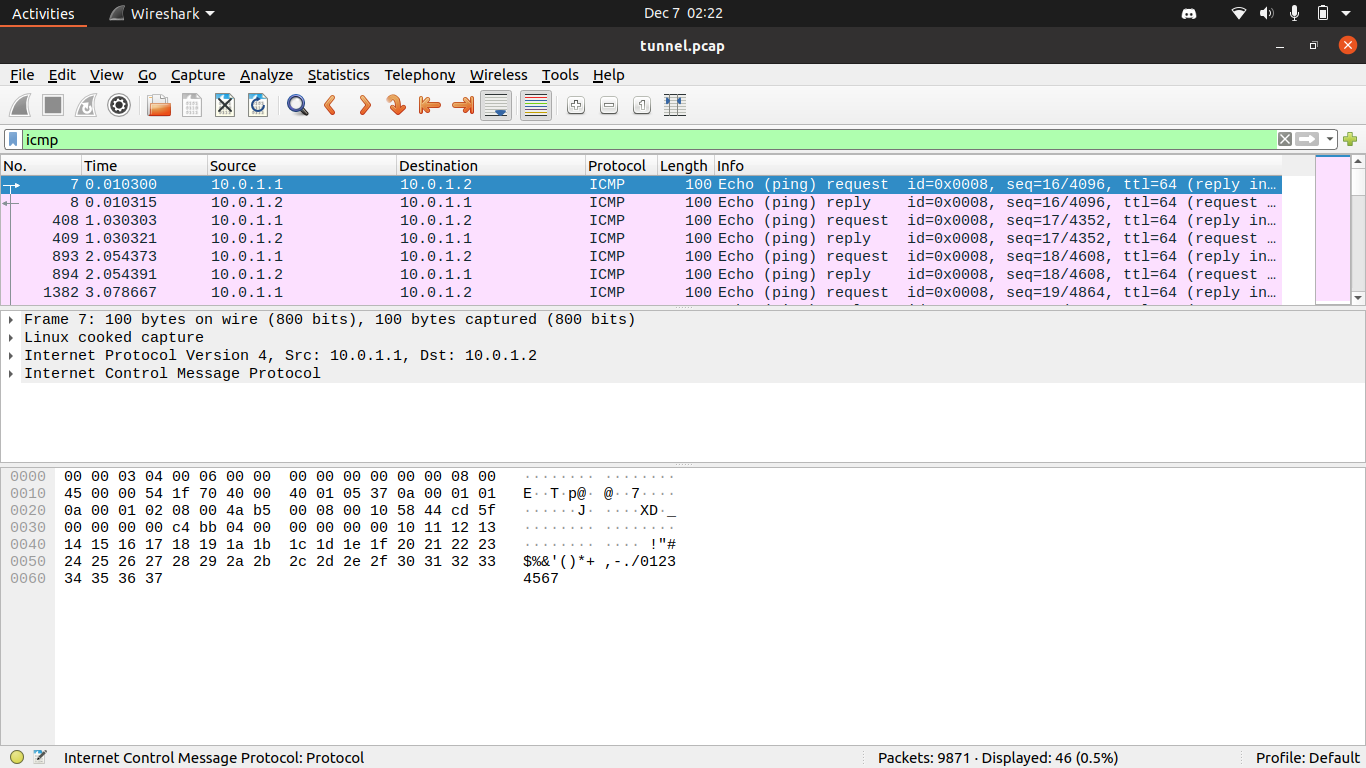 Activities Wireshark Dec 7 02:22
tunnel.pcap
File Edit View Go Capture Analyze Statistics Telephony Wireless Tools Help
icmp
No. Time Source Destination Protocol Length Info
7 0.010300 10.0.1.1 10.0.1.2 ICMP 100 Echo (ping) request id=0x0008, seq=16/4096, ttl=64 (reply in…
8 0.010315 10.0.1.2 10.0.1.1 ICMP 100 Echo (ping) reply id=0x0008, seq=16/4096, ttl=64 (request …
408 1.030303 10.0.1.1 10.0.1.2 ICMP 100 Echo (ping) request id=0x0008, seq=17/4352, ttl=64 (reply in…
409 1.030321 10.0.1.2 10.0.1.1 ICMP 100 Echo (ping) reply id=0x0008, seq=17/4352, ttl=64 (request …
893 2.054373 10.0.1.1 10.0.1.2 ICMP 100 Echo (ping) request id=0x0008, seq=18/4608, ttl=64 (reply in…
894 2.054391 10.0.1.2 10.0.1.1 ICMP 100 Echo (ping) reply id=0x0008, seq=18/4608, ttl=64 (request …
1382 3.078667 10.0.1.1 10.0.1.2 ICMP 100 Echo (ping) request id=0x0008, seq=19/4864, ttl=64 (reply in…
Frame 7: 100 bytes on wire (800 bits), 100 bytes captured (800 bits)
Linux cooked capture
Internet Protocol Version 4, Src: 10.0.1.1, Dst: 10.0.1.2
Internet Control Message Protocol
0000 00 00 03 04 00 06 00 00 00 00 00 00 00 00 08 00 ········ ········
0010 45 00 00 54 1f 70 40 00 40 01 05 37 0a 00 01 01 E··T·p@· @··7····
0020 0a 00 01 02 08 00 4a b5 00 08 00 10 58 44 cd 5f ······J· ····XD·_
0030 00 00 00 00 c4 bb 04 00 00 00 00 00 10 11 12 13 ········ ········
0040 14 15 16 17 18 19 1a 1b 1c 1d 1e 1f 20 21 22 23 ········ ···· !"#
0050 24 25 26 27 28 29 2a 2b 2c 2d 2e 2f 30 31 32 33 $%&'()*+ ,-./0123
0060 34 35 36 37 4567
Internet Control Message Protocol: Protocol Packets: 9871 · Displayed: 46 (0.5%) Profile: Default